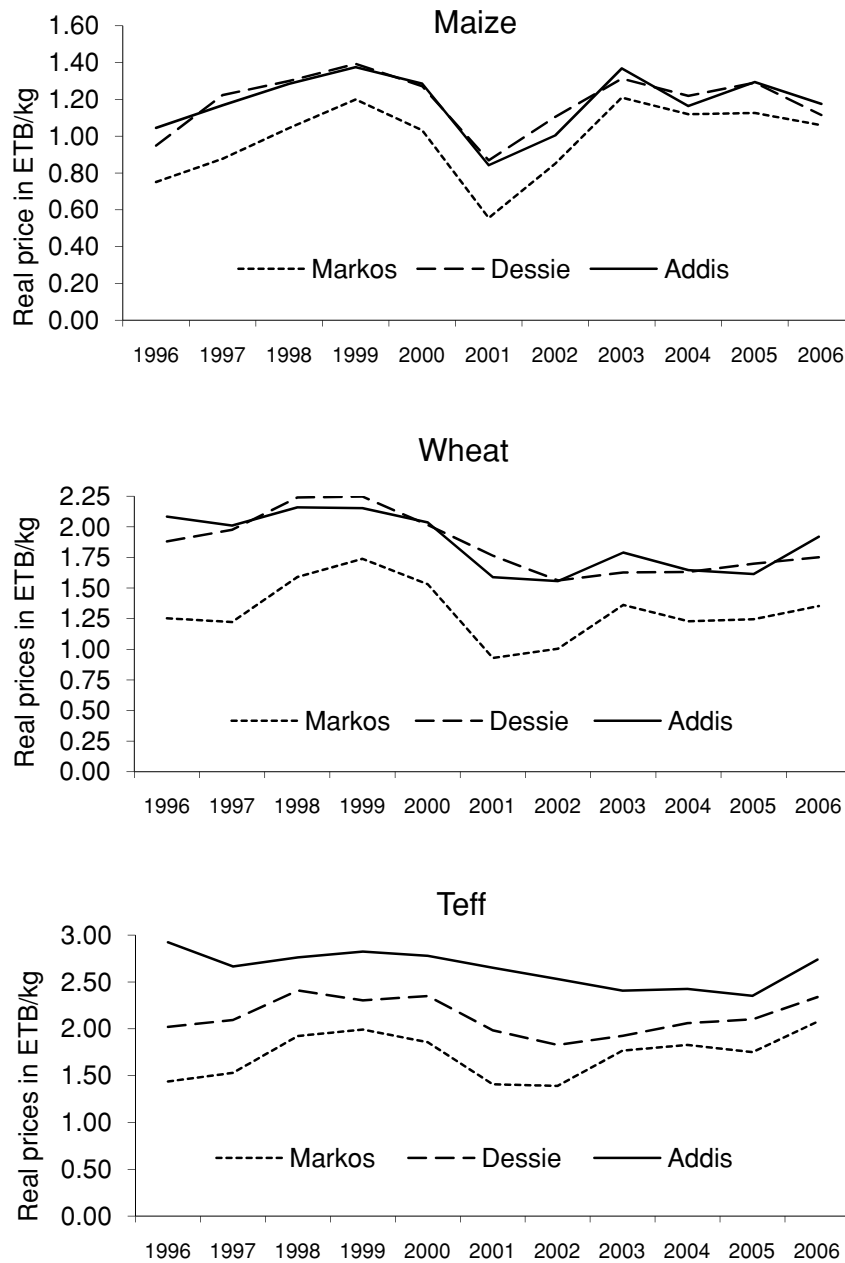 Maize
Real price in ETB/kg
1.60
1.40
1.20
1.00
0.80
0.60
0.40
0.20
0.00
Markos Dessie Addis
1996 1997 1998 1999 2000 2001 2002 2003 2004 2005 2006
Wheat
Real prices in ETB/kg
2.25
2.00
1.75
1.50
1.25
1.00
0.75
0.50
0.25
0.00
Markos Dessie Addis
1996 1997 1998 1999 2000 2001 2002 2003 2004 2005 2006
Teff
Real prices in ETB/kg
3.00
2.50
2.00
1.50
1.00
0.50
0.00
Markos Dessie Addis
1996 1997 1998 1999 2000 2001 2002 2003 2004 2005 2006